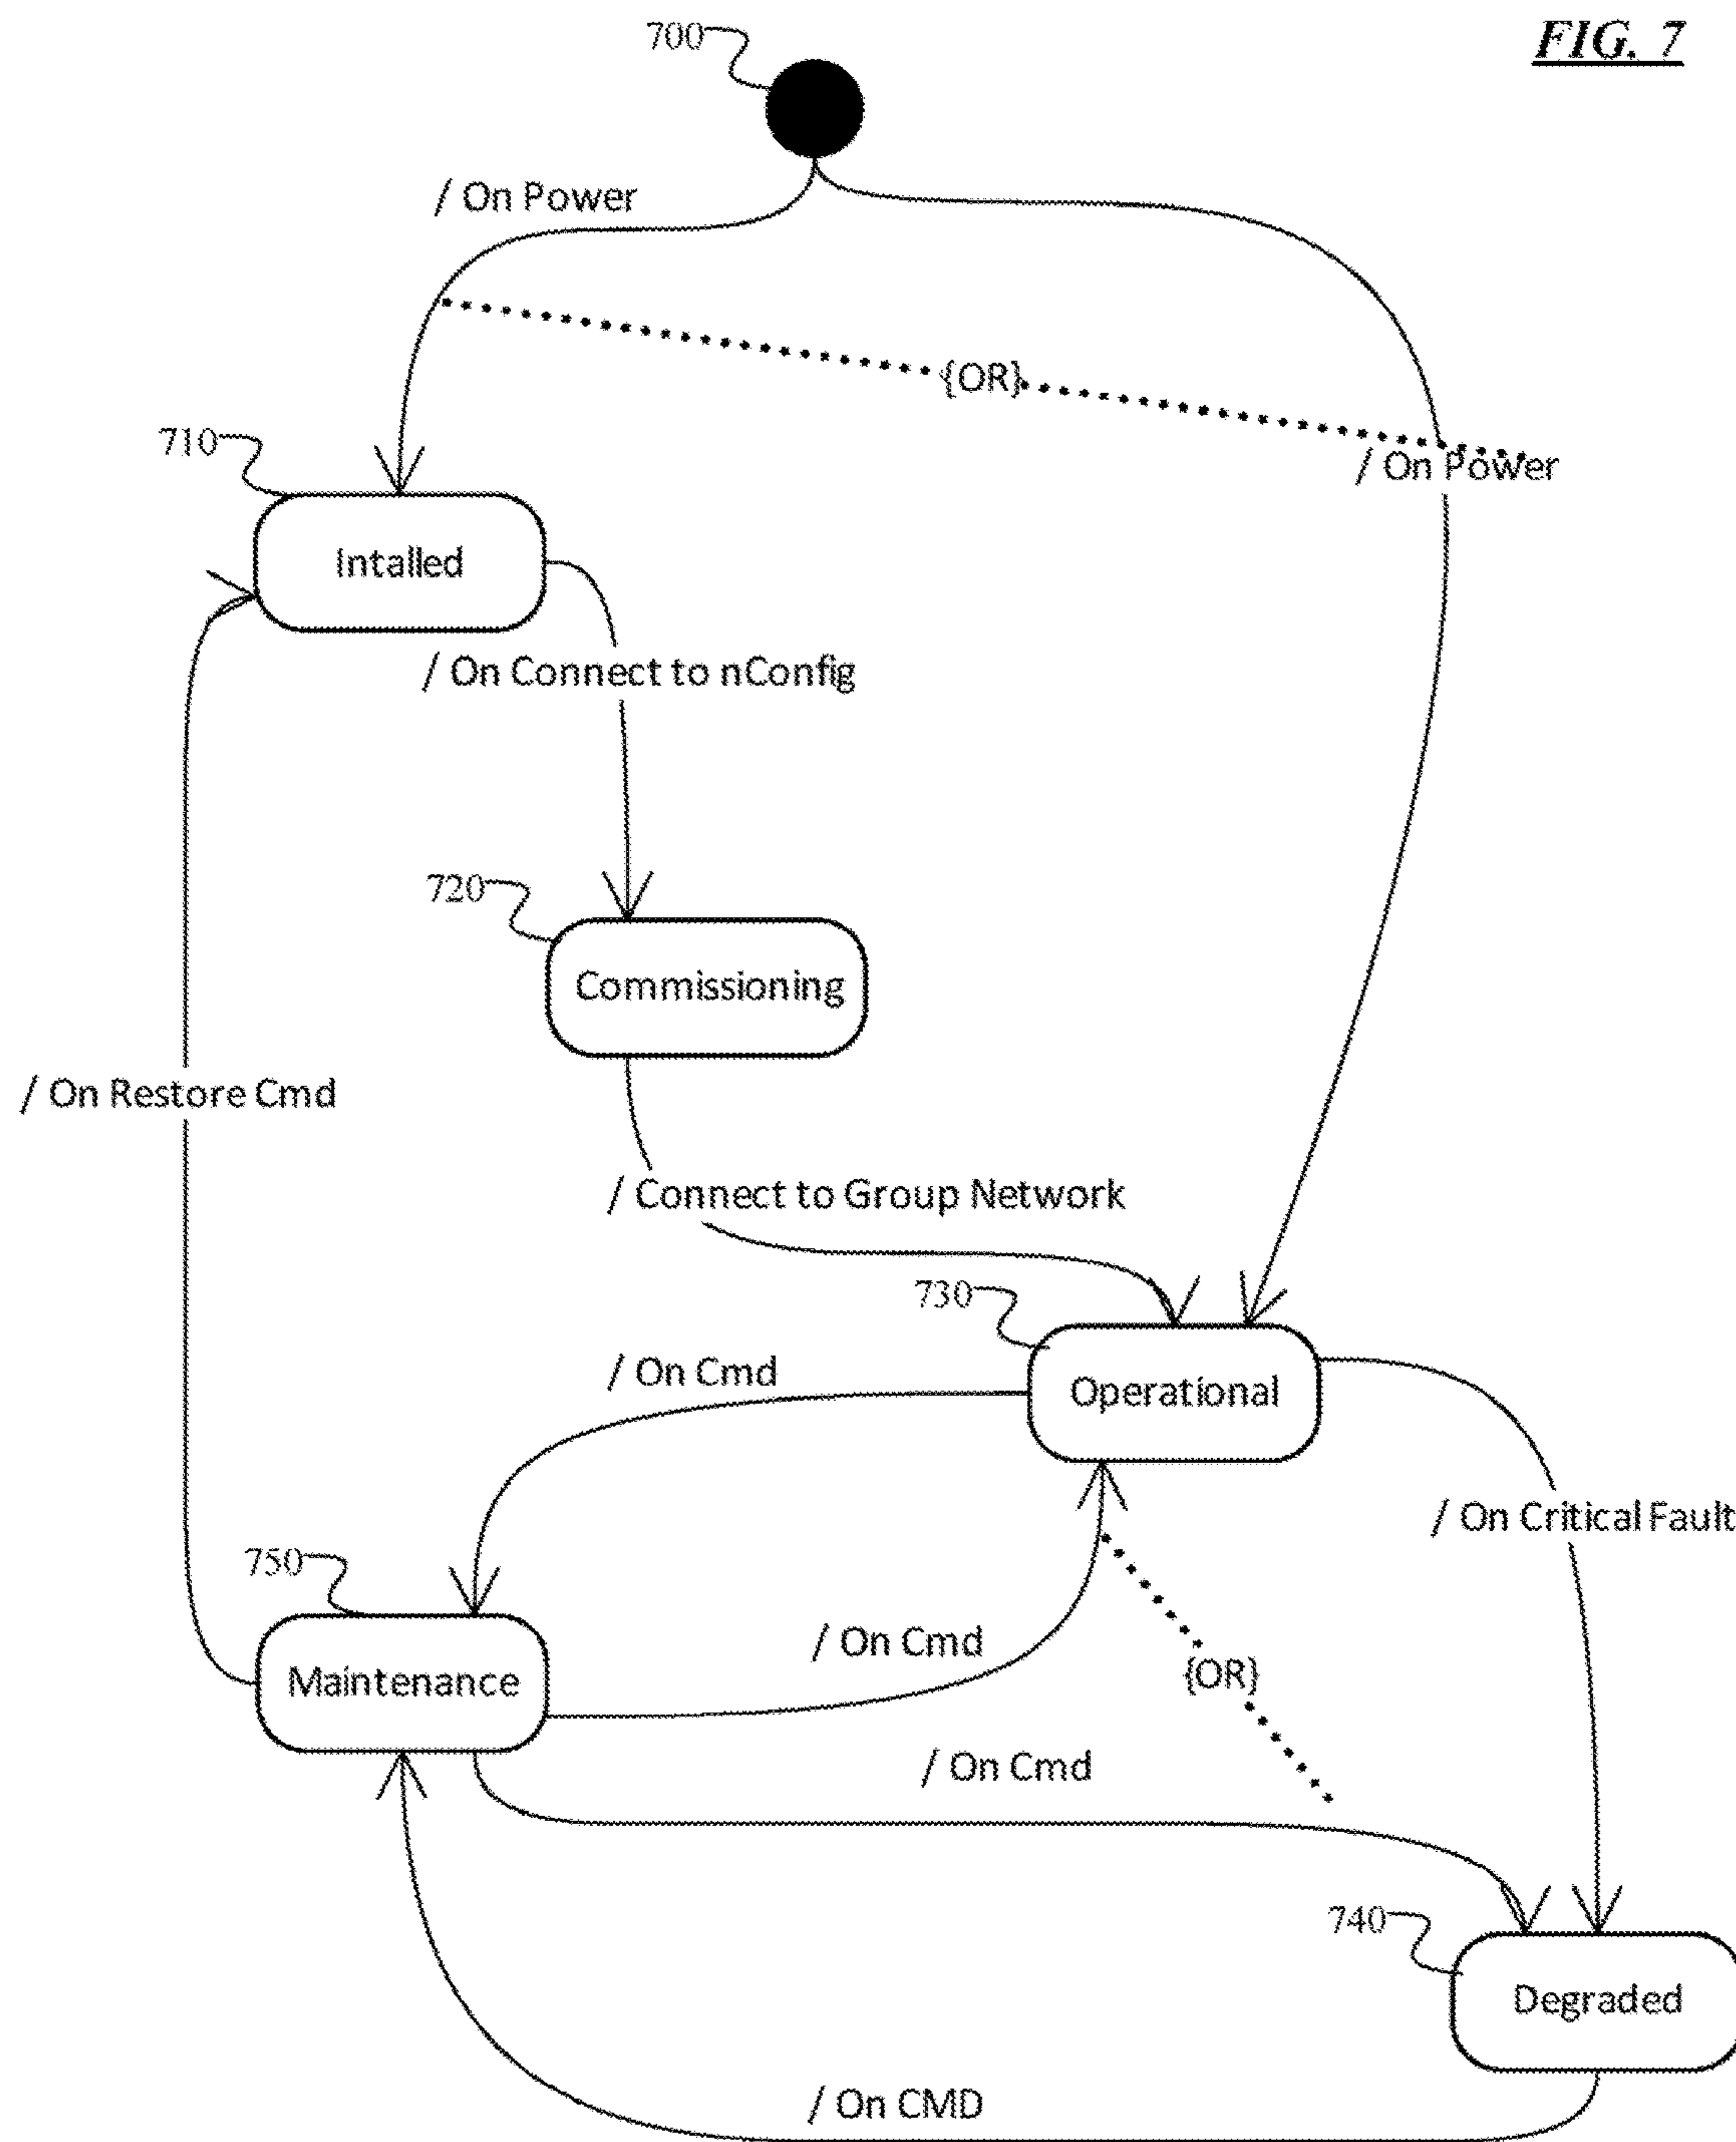 FIG. 7
700
/ On Power
{OR}
/ On Power
710
Intalled
/ On Connect to nConfig
720
Commissioning
/ On Restore Cmd
/ Connect to Group Network
730
/ On Cmd
Operational
/ On Critical Fault
750
/ On Cmd
{OR}
Maintenance
/ On Cmd
740
Degraded
/ On CMD